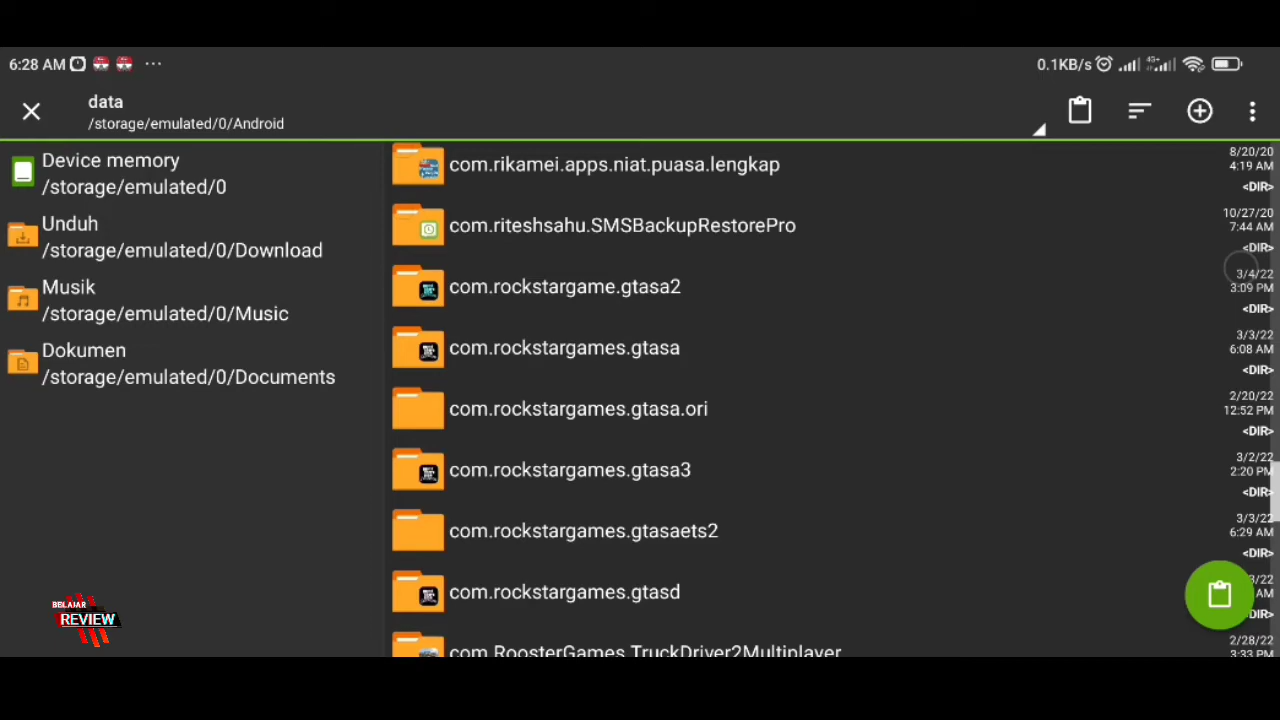 6:28 AM ...
0.1KB/s 4G+
data
/storage/emulated/0/Android
Device memory
/storage/emulated/0
Unduh
/storage/emulated/0/Download
Musik
/storage/emulated/0/Music
Dokumen
/storage/emulated/0/Documents
com.rikamei.apps.niat.puasa.lengkap
8/20/20
4:19 AM
<DIR>
com.riteshsahu.SMSBackupRestorePro
10/27/20
7:44 AM
<DIR>
com.rockstargame.gtasa2
3/4/22
3:09 PM
<DIR>
com.rockstargames.gtasa
3/3/22
6:08 AM
<DIR>
com.rockstargames.gtasa.ori
2/20/22
12:52 PM
<DIR>
com.rockstargames.gtasa3
3/2/22
2:20 PM
<DIR>
com.rockstargames.gtasaets2
3/3/22
6:29 AM
<DIR>
com.rockstargames.gtasd
/22
AM
DIR>
com.RoosterGames.TruckDriver2Multiplayer
2/28/22
3:33 PM
BELAJAR
REVIEW